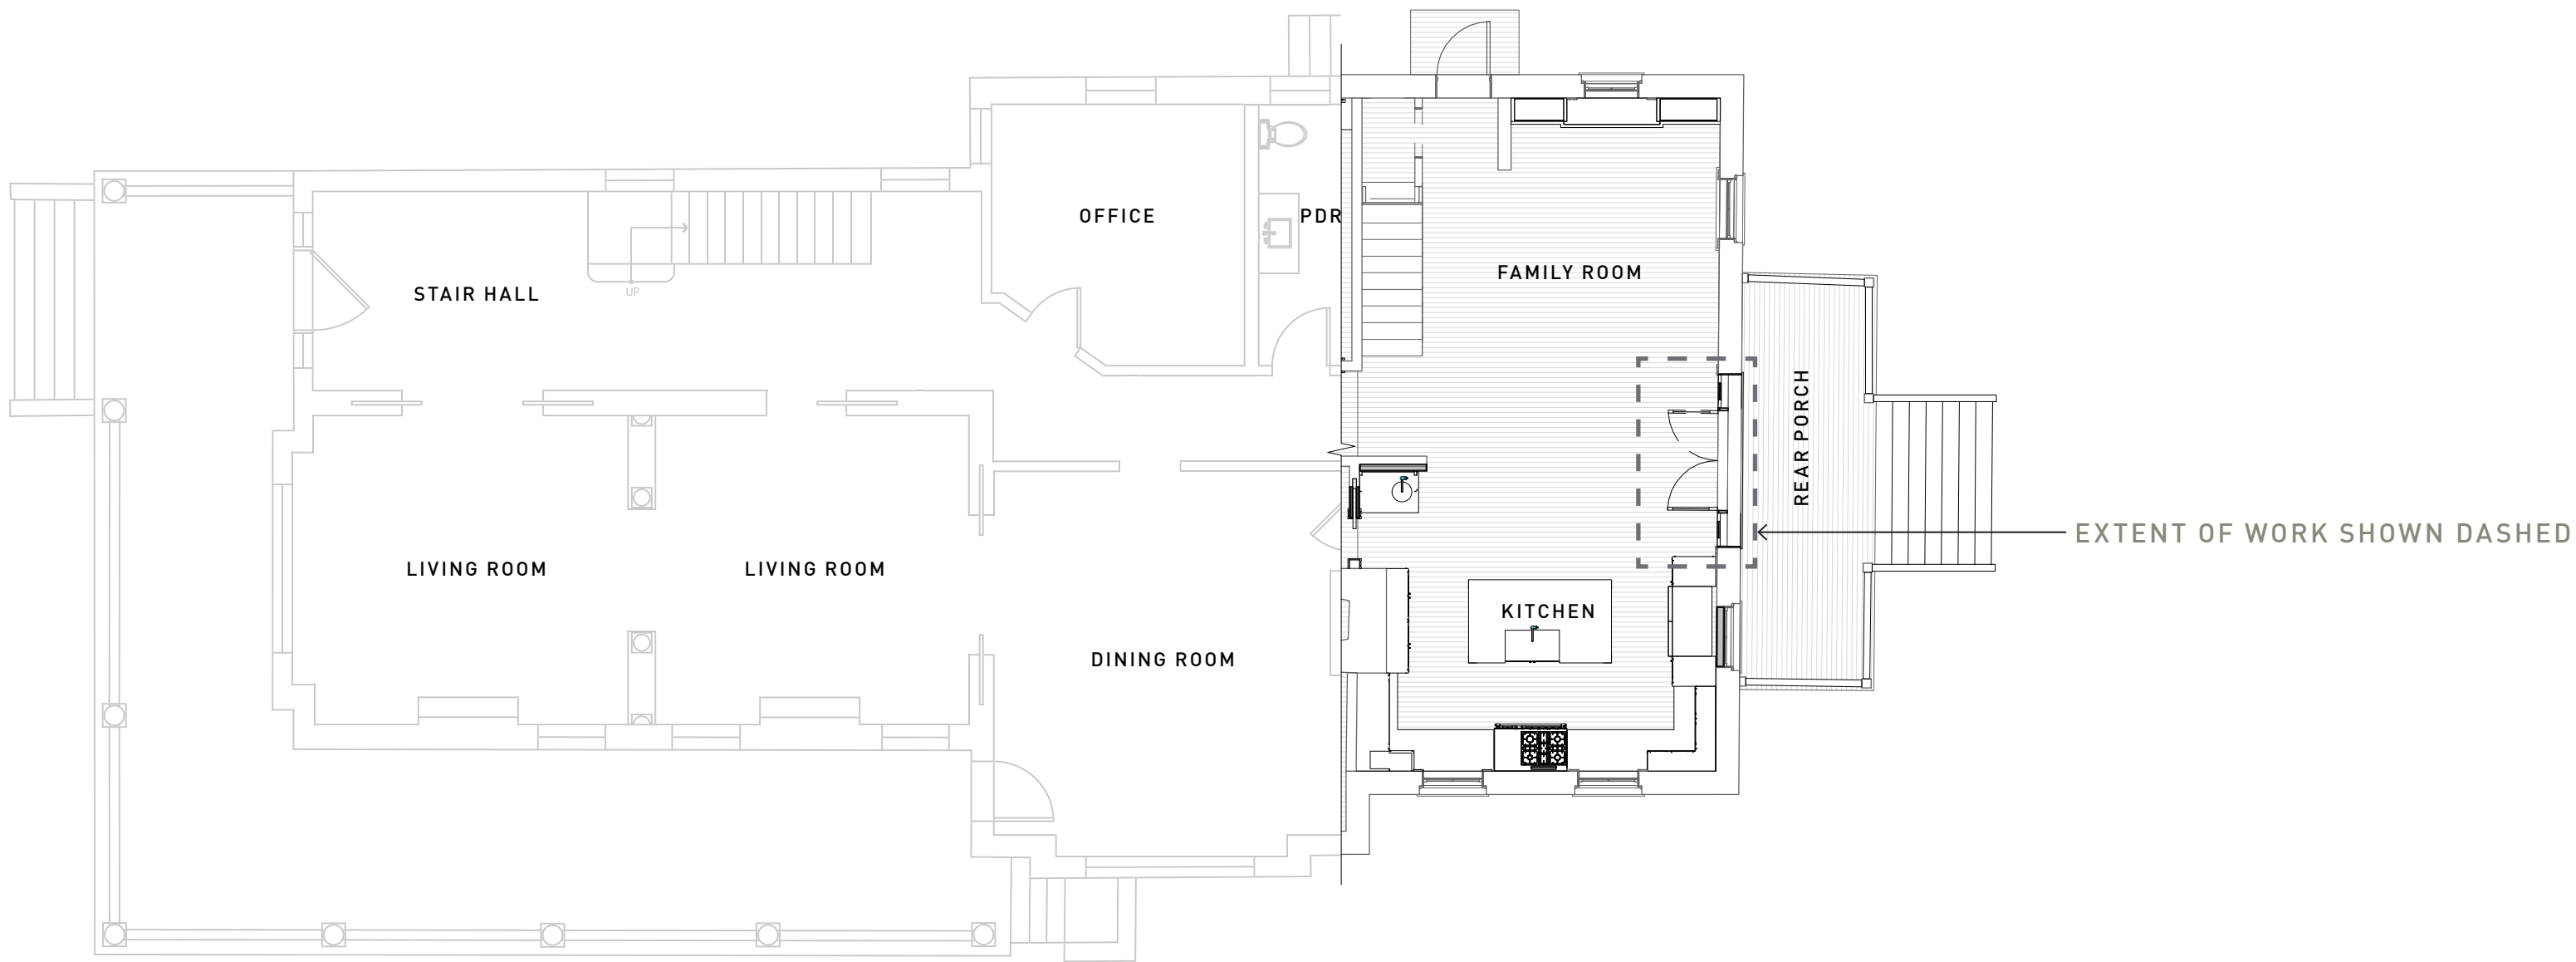 OFFICE
PDR
STAIR HALL
UP
FAMILY ROOM
REAR PORCH
EXTENT OF WORK SHOWN DASHED
LIVING ROOM
LIVING ROOM
KITCHEN
DINING ROOM